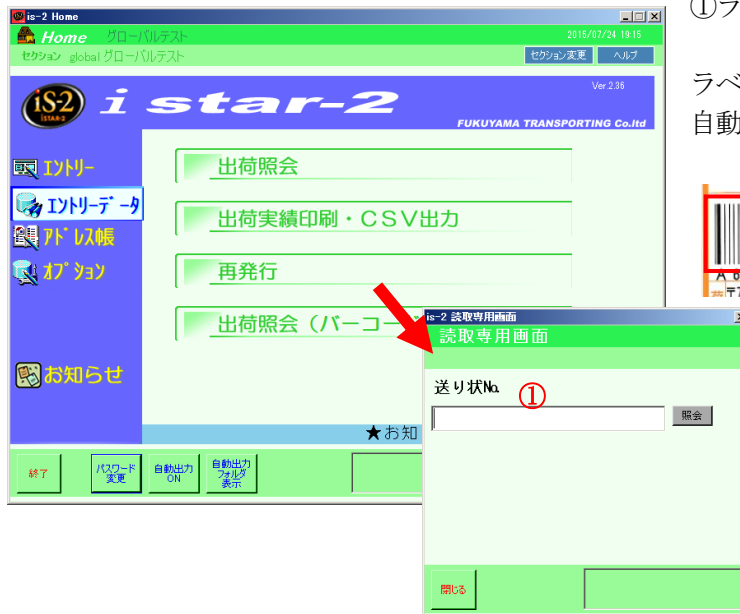 is-2 Home
Home グローバルテスト
2015/07/24 19:15
セクション global グローバルテスト
セクション変更
ヘルプ
iS-2
iSTAR-2
i star-2
Ver.2.36
FUKUYAMA TRANSPORTING Co.ltd
エントリー
エントリーデータ
アドレス帳
オプション
お知らせ
出荷照会
出荷実績印刷・CSV出力
再発行
出荷照会(バーコー
★お知
終了
パスワード
変更
自動出力
ON
自動出力
フォルダ
表示
①フ
ラベ
自動
is-2 読取専用画面
読取専用画面
送り状No.
①
照会
閉じる